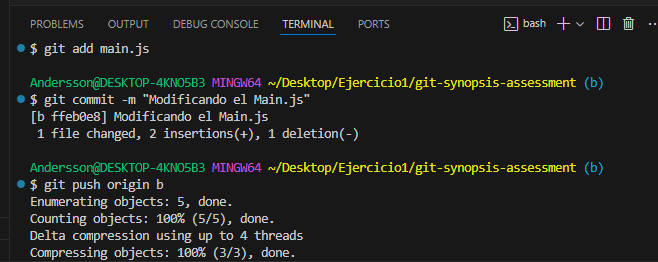 PROBLEMS OUTPUT DEBUG CONSOLE TERMINAL PORTS bash
$ git add main.js
Andersson@DESKTOP-4KNO5B3 MINGW64 ~/Desktop/Ejercicio1/git-synopsis-assessment (b)
$ git commit -m "Modificando el Main.js"
[b ffeb0e8] Modificando el Main.js
1 file changed, 2 insertions(+), 1 deletion(-)
Andersson@DESKTOP-4KNO5B3 MINGW64 ~/Desktop/Ejercicio1/git-synopsis-assessment (b)
$ git push origin b
Enumerating objects: 5, done.
Counting objects: 100% (5/5), done.
Delta compression using up to 4 threads
Compressing objects: 100% (3/3), done.